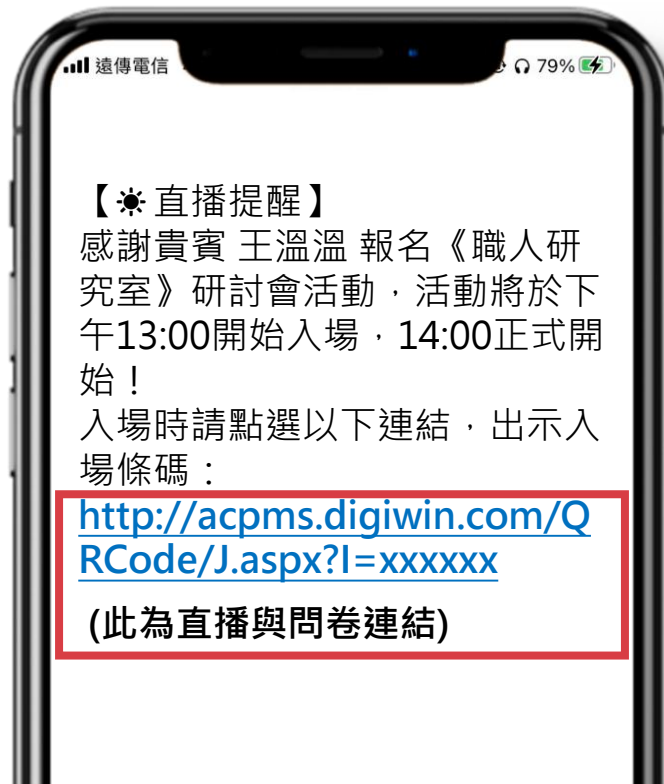 遠傳電信 79%
【☀直播提醒】
感謝貴賓 王溫溫 報名《職人研
究室》研討會活動，活動將於下
午13:00開始入場，14:00正式開
始！
入場時請點選以下連結，出示入
場條碼：
http://acpms.digiwin.com/Q
RCode/J.aspx?I=xxxxxx
(此為直播與問卷連結)